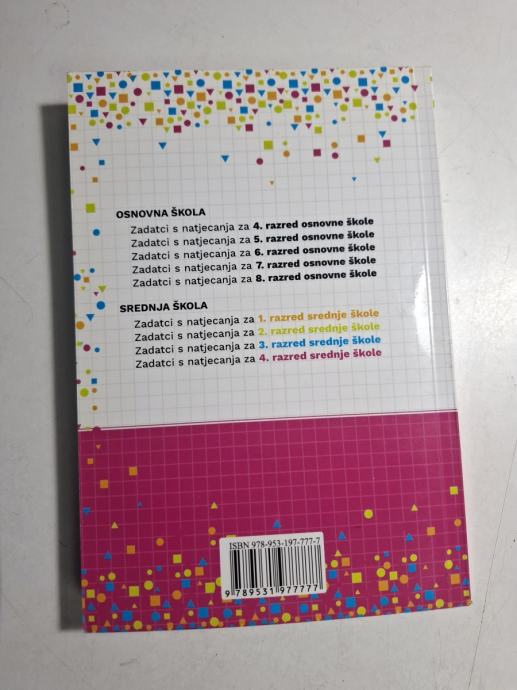 OSNOVNA ŠKOLA
Zadatci s natjecanja za 4. razred osnovne škole
Zadatci s natjecanja za 5. razred osnovne škole
Zadatci s natjecanja za 6. razred osnovne škole
Zadatci s natjecanja za 7. razred osnovne škole
Zadatci s natjecanja za 8. razred osnovne škole
SREDNJA ŠKOLA
Zadatci s natjecanja za 1. razred srednje škole
Zadatci s natjecanja za 2. razred srednje škole
Zadatci s natjecanja za 3. razred srednje škole
Zadatci s natjecanja za 4. razred srednje škole
ISBN 978-953-197-777-7
9 789531 977777